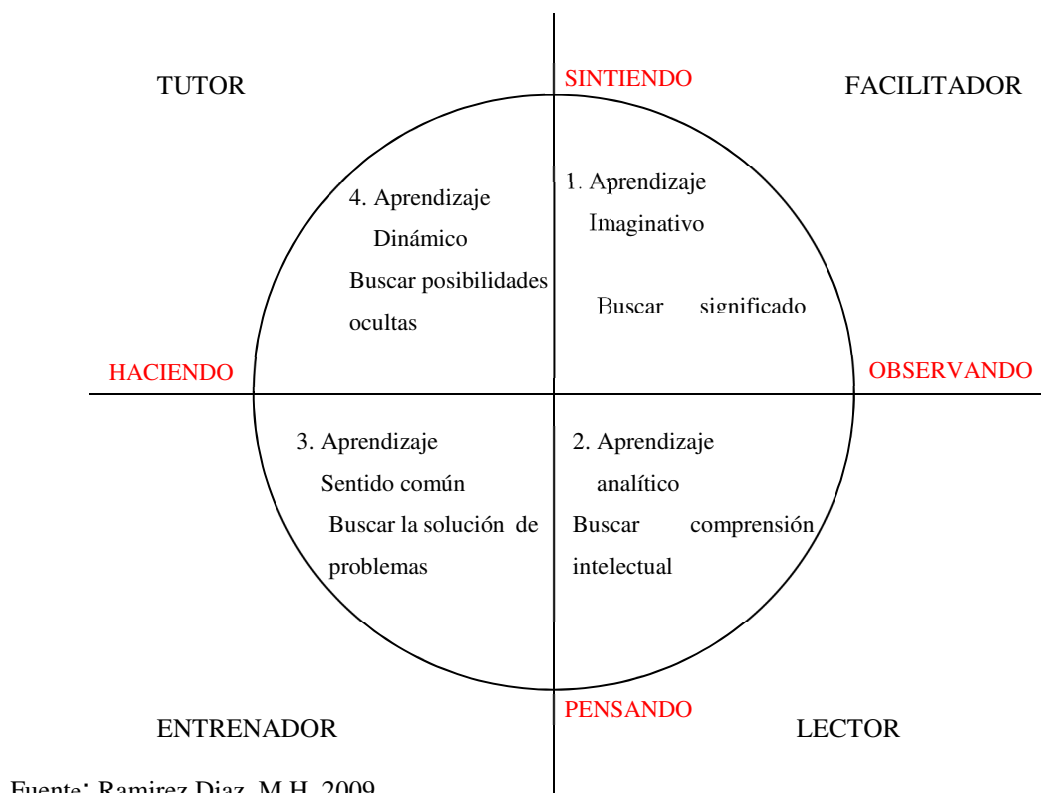 TUTOR
SINTIENDO
FACILITADOR
4. Aprendizaje
Dinámico
Buscar posibilidades
ocultas
1. Aprendizaje
Imaginativo
Buscar significado
HACIENDO
OBSERVANDO
3. Aprendizaje
Sentido común
Buscar la solución de
problemas
2. Aprendizaje
analítico
Buscar comprensión
intelectual
PENSANDO
ENTRENADOR
LECTOR
Fuente: Ramirez Diaz, M.H. 2009